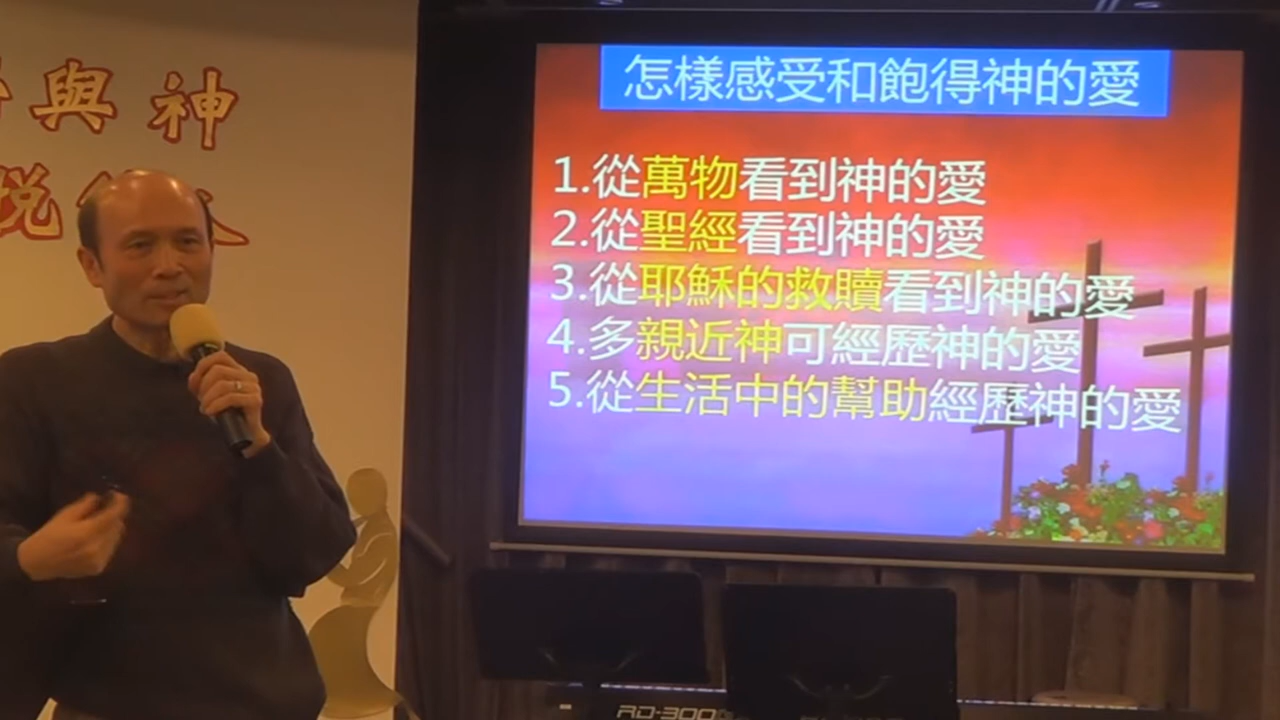 與神
悅
怎樣感受和飽得神的愛
1.從萬物看到神的愛
2.從聖經看到神的愛
3.從耶穌的救贖看到神的愛
4.多親近神可經歷神的愛
5.從生活中的幫助經歷神的愛
RD-300